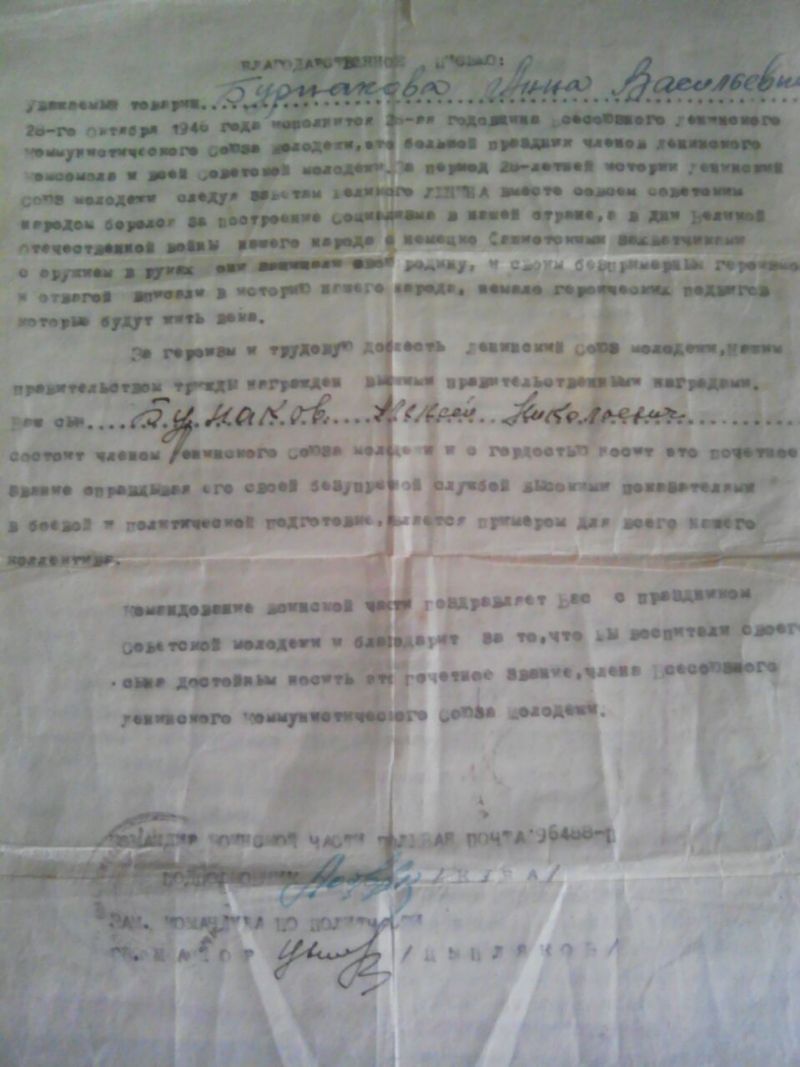 БЛАГОДАРСТВЕННОЕ ПИСЬМО:
Уважаемый товарищ Бурмакова Анна Васильевна
28-го октября 1946 года исполнится 28-ая годовщина Всесоюзного Ленинского
Коммунистического Союза молодежи, это большой праздник членов Ленинского
комсомола и всей Советской молодежи. За период 28-летней истории Ленинский
Союз молодежи следуя заветам Великого ЛЕНИНА вместе совсем советским
народом боролся за построение Социализма в нашей стране, а в дни Великой
Отечественной войны нашего народа с немецко фашистскими захватчиками
с оружием в руках они защищали свою родину, и своим беспримерным героизмом
и отвагой вписали в историю нашего народа, немало героических подвигов
которые будут жить века.
За героизм и трудовую доблесть Ленинский Союз молодежи, нашим
правительством трижды награжден высшими правительственными наградами.
Ваш сын Бурмаков Николаевич
состоит членом Ленинского Союза молодежи и с гордостью носит это почетное
звание оправдывая его своей безупречной службой высокими показателями
в боевой и политической подготовке, является примером для всего нашего
коллектива.
Командование воинской части поздравляет Вас с праздником
Советской молодежи и благодарит за то, что Вы воспитали своего
сына достойным носить это почетное звание, члена Всесоюзного
Ленинского Коммунистического Союза Молодежи.
КОМАНДИР ВОИНСКОЙ ЧАСТИ ПОЛЕВАЯ ПОЧТА 96488-
ПОДПОЛКОВНИК
ЗАМ. КОМАНДИРА ПО ПОЛИТЧАСТИ
ГВ. МАЙОР /ЦЫПЛЯКОВ/